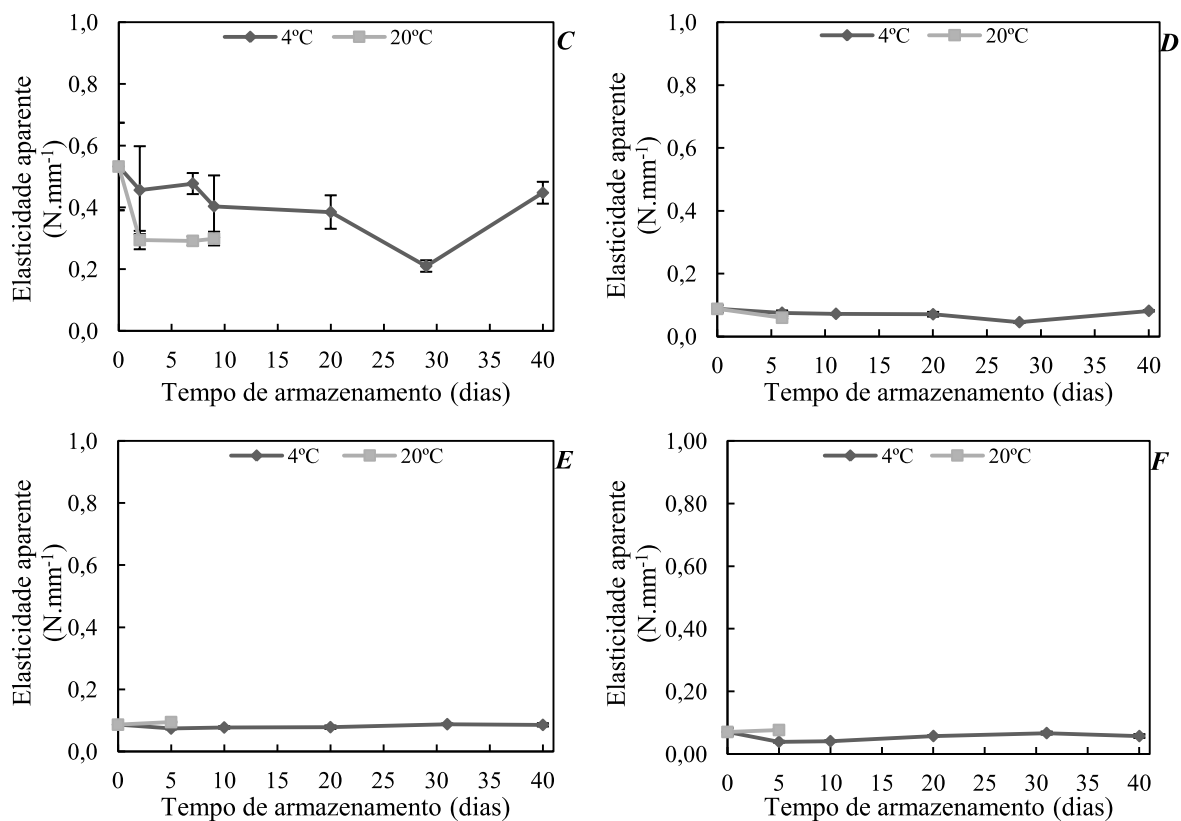 1,0
4ºC 20ºC C
0,8
0,6
0,4
0,2
0,0
Elasticidade aparente
(N.mm-1)
0 5 10 15 20 25 30 35 40
Tempo de armazenamento (dias)
1,0
4ºC 20ºC D
0,8
0,6
0,4
0,2
0,0
Elasticidade aparente
(N.mm-1)
0 5 10 15 20 25 30 35 40
Tempo de armazenamento (dias)
1,0
4ºC 20ºC E
0,8
0,6
0,4
0,2
0,0
Elasticidade aparente
(N.mm-1)
0 5 10 15 20 25 30 35 40
Tempo de armazenamento (dias)
1,00
4ºC 20ºC F
0,80
0,60
0,40
0,20
0,00
Elasticidade aparente
(N.mm-1)
0 5 10 15 20 25 30 35 40
Tempo de armazenamento (dias)